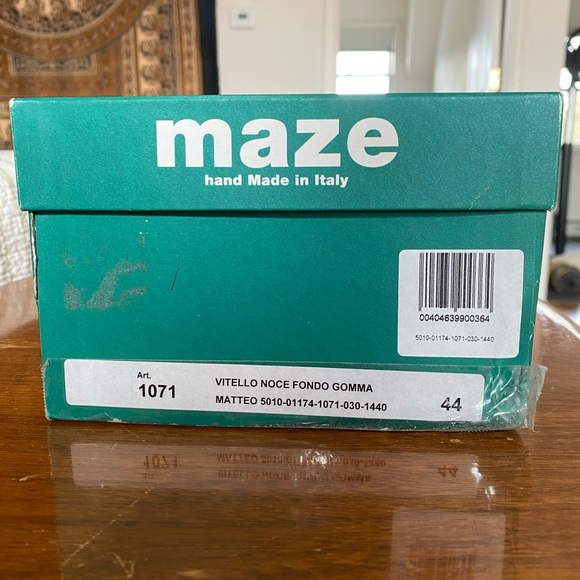 maze
hand Made in Italy
00404639900364
5010-01174-1071-030-1440
Art.
1071
VITELLO NOCE FONDO GOMMA
MATTEO 5010-01174-1071-030-1440
44